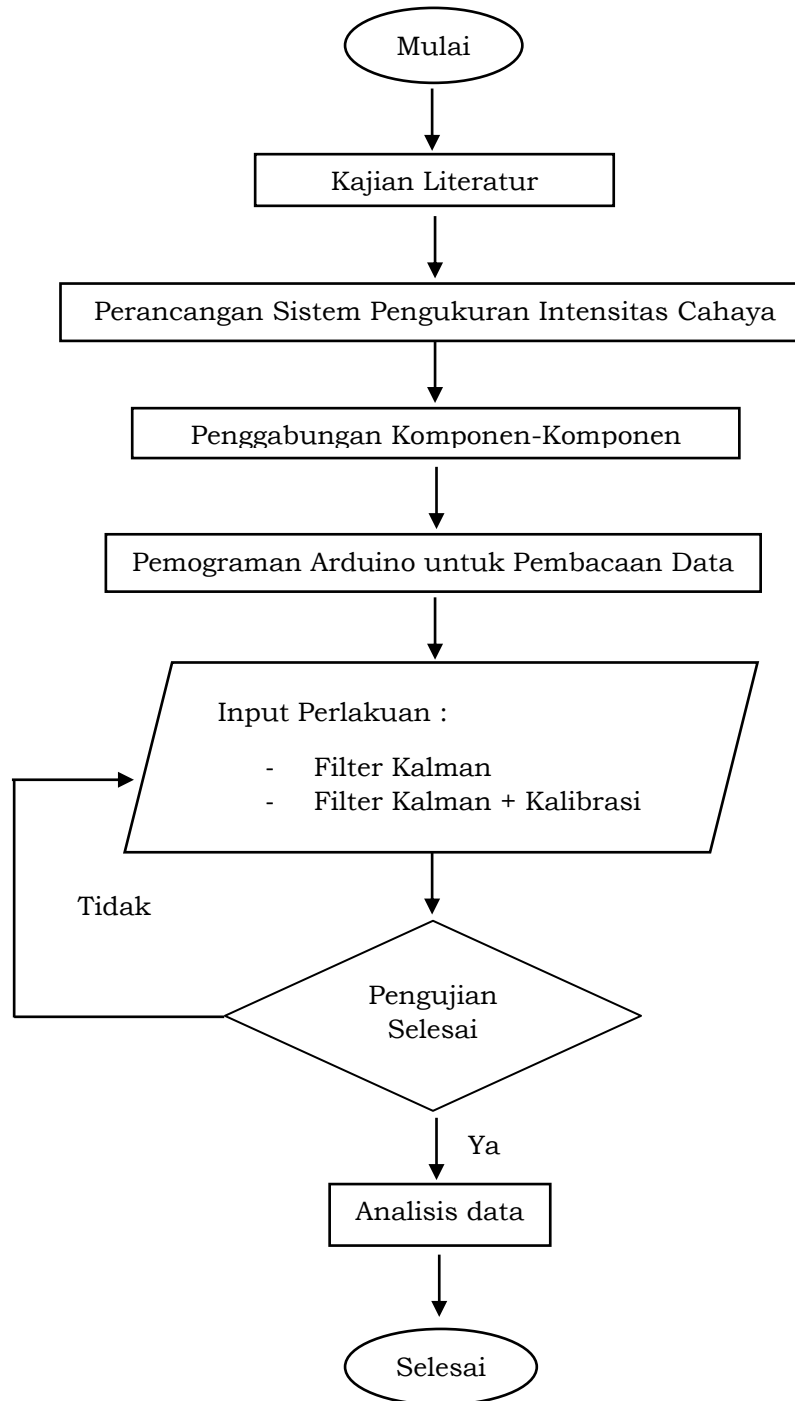 Mulai
Kajian Literatur
Perancangan Sistem Pengukuran Intensitas Cahaya
Penggabungan Komponen-Komponen
Pemograman Arduino untuk Pembacaan Data
Input Perlakuan :
- Filter Kalman
- Filter Kalman + Kalibrasi
Tidak
Pengujian
Selesai
Ya
Analisis data
Selesai